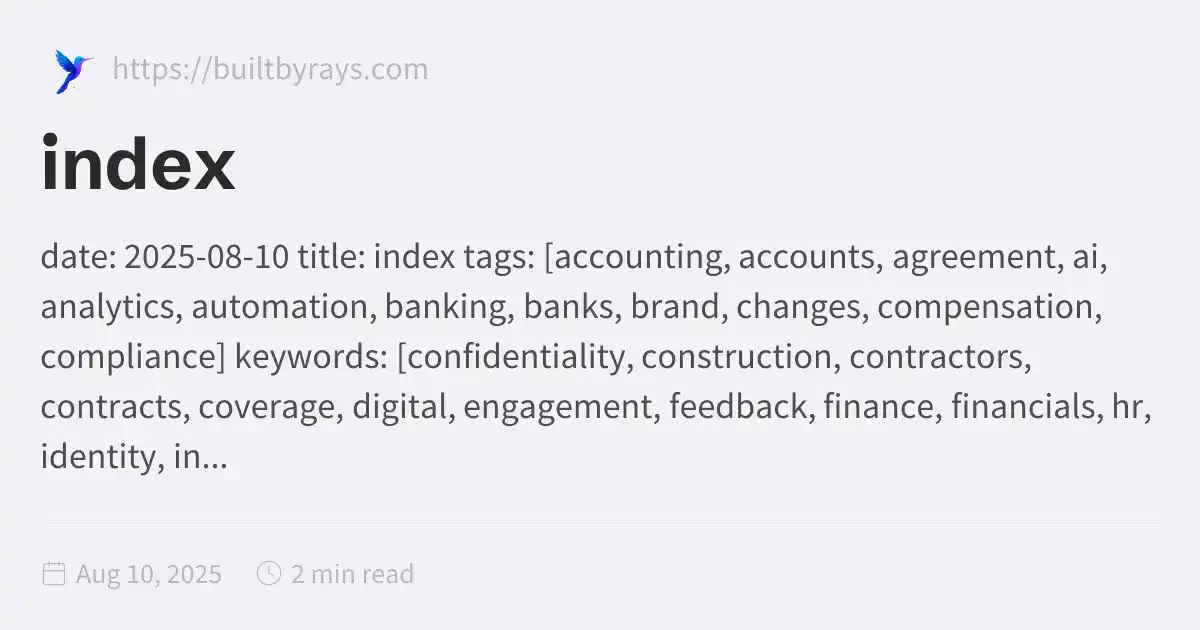 https://builtbyrays.com
index
date: 2025-08-10 title: index tags: [accounting, accounts, agreement, ai,
analytics, automation, banking, banks, brand, changes, compensation,
compliance] keywords: [confidentiality, construction, contractors,
contracts, coverage, digital, engagement, feedback, finance, financials, hr,
identity, in...
Aug 10, 2025 2 min read